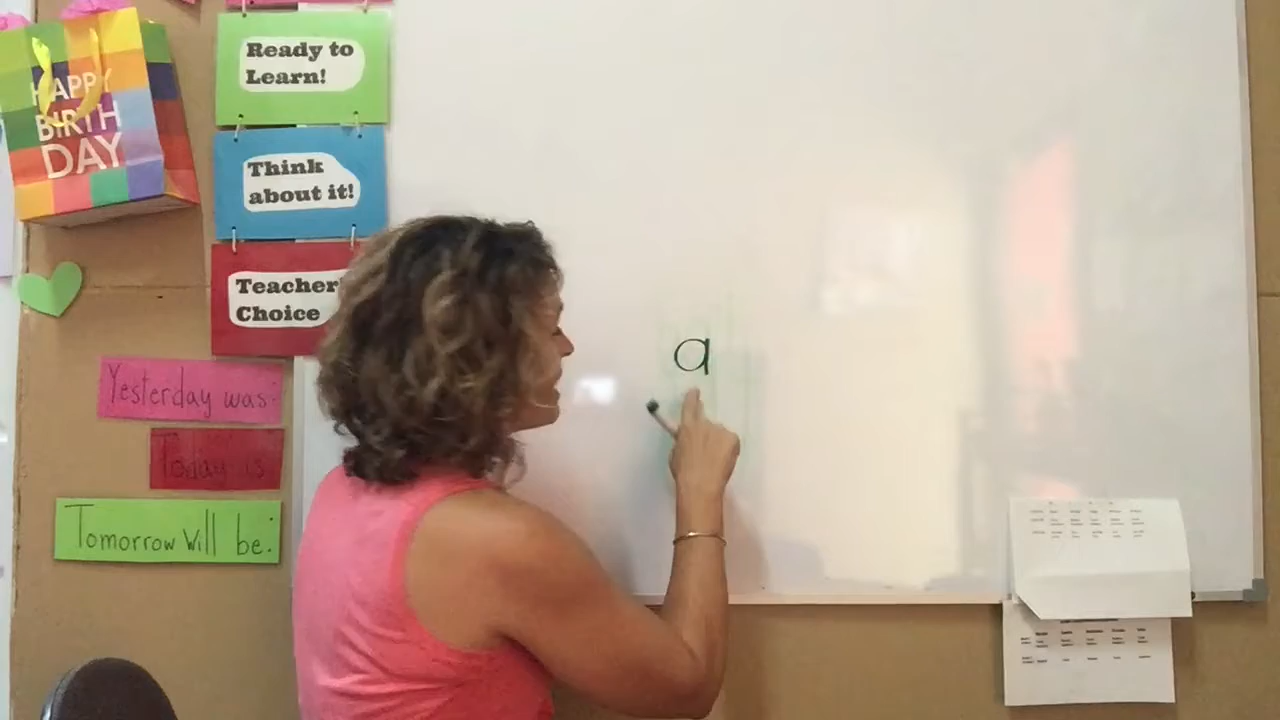 HAPPY
BIRTH
DAY
Ready to
Learn!
Think
about it!
Teacher
Choice
Yesterday was:
Today is
Tomorrow will be:
a